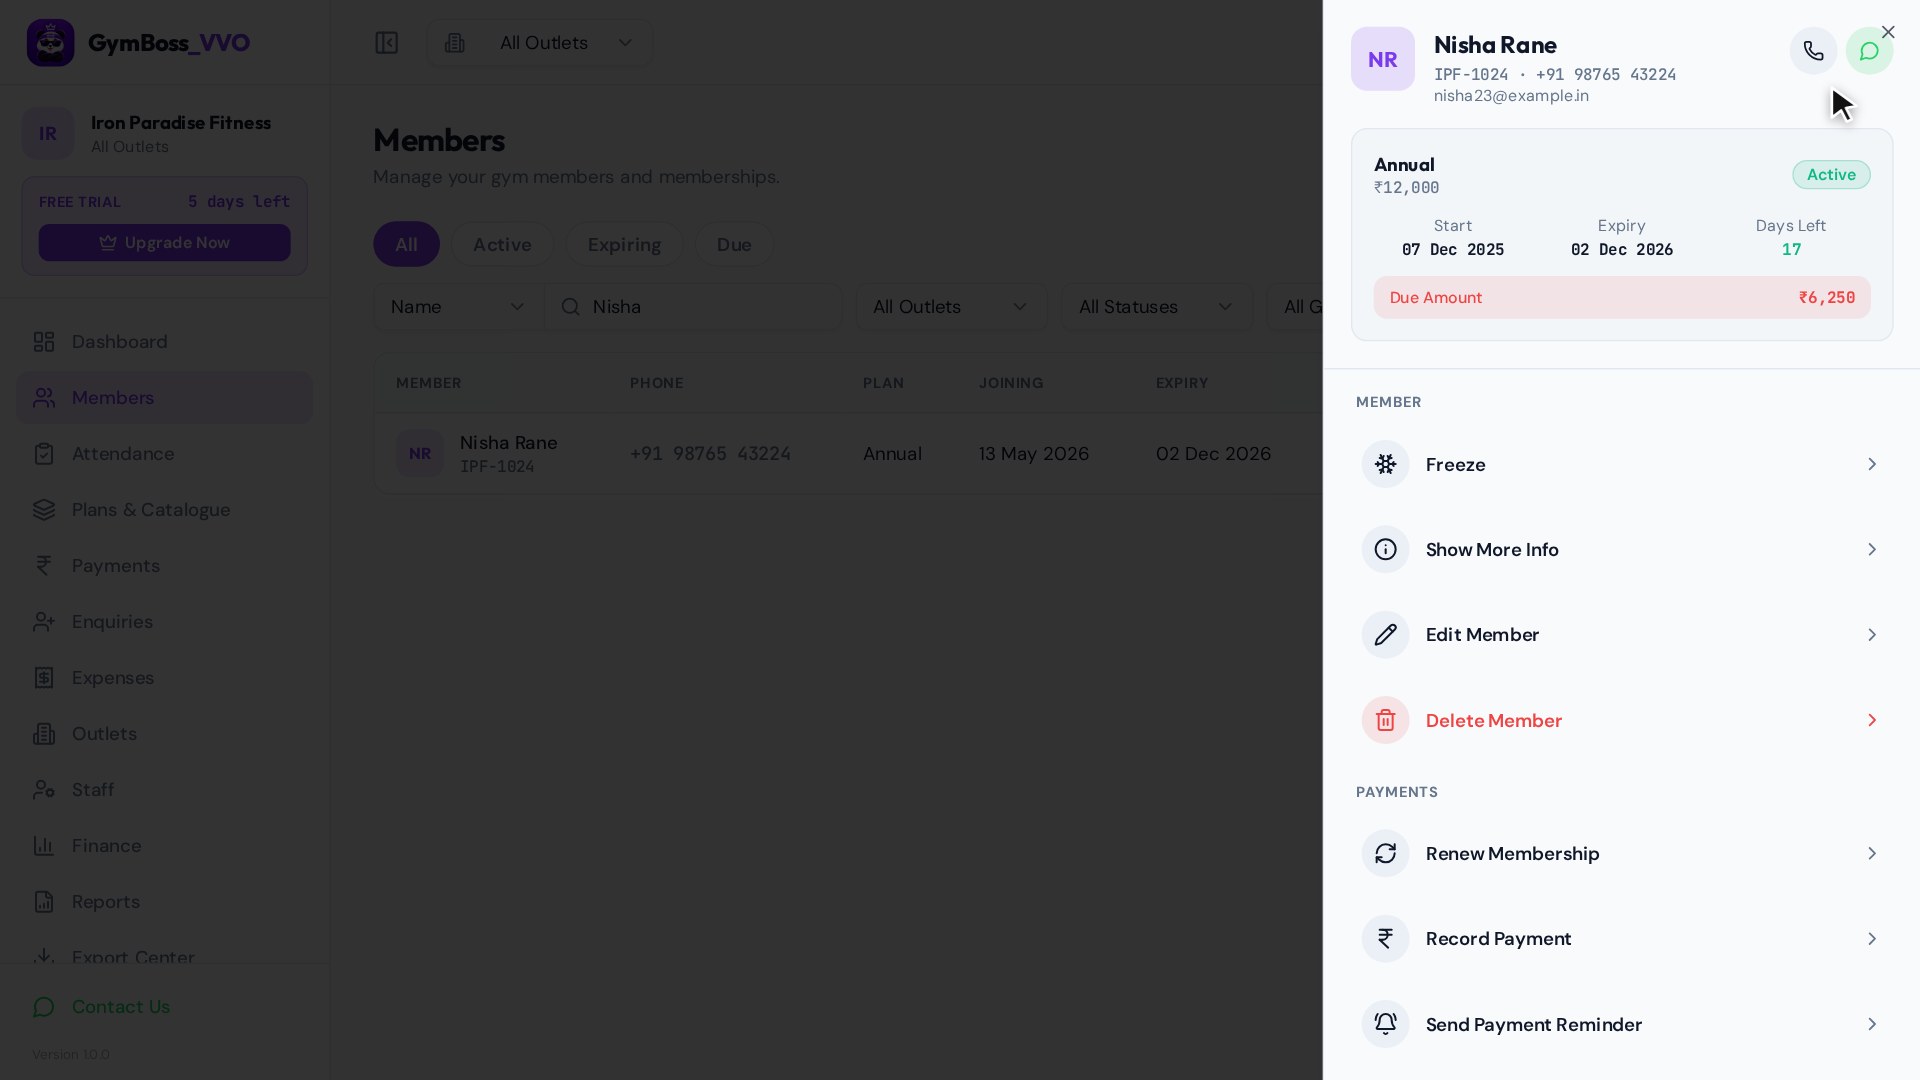 GymBoss_VVO
All Outlets
IR
Iron Paradise Fitness
All Outlets
FREE TRIAL 5 days left
Upgrade Now
Dashboard
Members
Attendance
Plans & Catalogue
Payments
Enquiries
Expenses
Outlets
Staff
Finance
Reports
Export Center
Contact Us
Version 1.0.0
Members
Manage your gym members and memberships.
All Active Expiring Due
Name Nisha All Outlets All Statuses All G
MEMBER PHONE PLAN JOINING EXPIRY
NR Nisha Rane +91 98765 43224 Annual 13 May 2026 02 Dec 2026
IPF-1024
NR
Nisha Rane
IPF-1024 · +91 98765 43224
nisha23@example.in
Annual
₹12,000
Active
Start Expiry Days Left
07 Dec 2025 02 Dec 2026 17
Due Amount ₹6,250
MEMBER
Freeze
Show More Info
Edit Member
Delete Member
PAYMENTS
Renew Membership
Record Payment
Send Payment Reminder